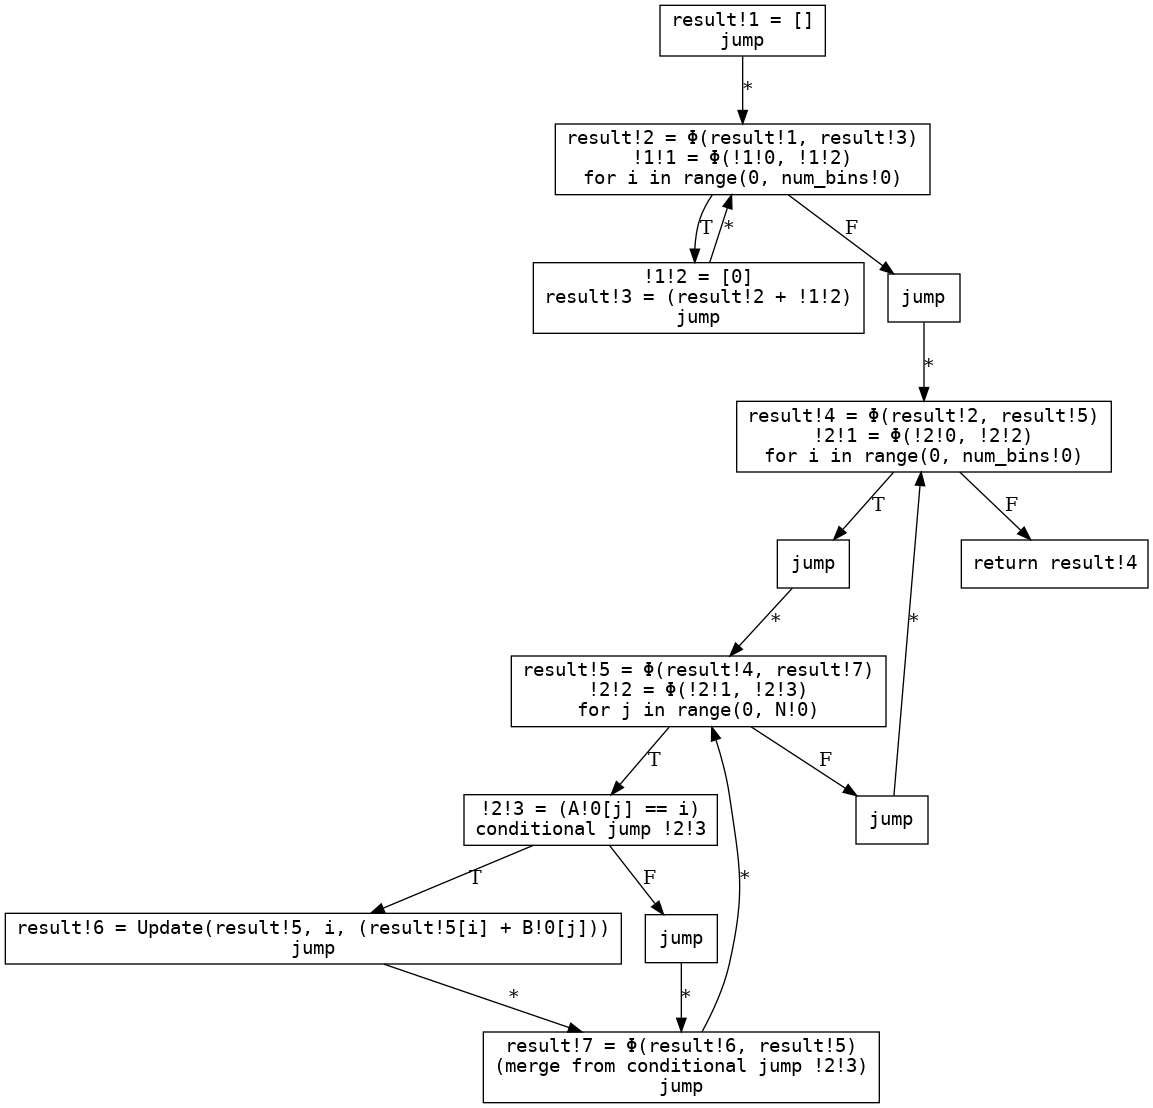 result!1 = []
jump
*
result!2 = Φ(result!1, result!3)
!1!1 = Φ(!1!0, !1!2)
for i in range(0, num_bins!0)
T
*
F
!1!2 = [0]
result!3 = (result!2 + !1!2)
jump
jump
*
result!4 = Φ(result!2, result!5)
!2!1 = Φ(!2!0, !2!2)
for i in range(0, num_bins!0)
T
F
jump
return result!4
*
*
result!5 = Φ(result!4, result!7)
!2!2 = Φ(!2!1, !2!3)
for j in range(0, N!0)
T
F
!2!3 = (A!0[j] == i)
conditional jump !2!3
jump
T
F
*
result!6 = Update(result!5, i, (result!5[i] + B!0[j]))
jump
jump
*
*
result!7 = Φ(result!6, result!5)
(merge from conditional jump !2!3)
jump